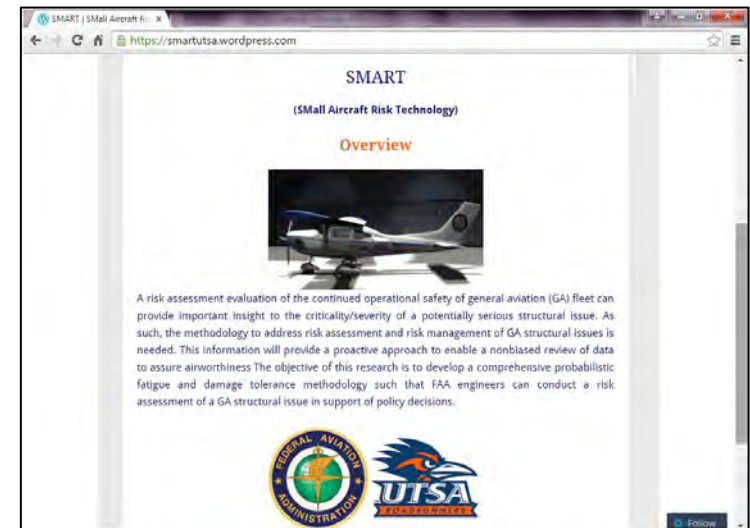 SMART | SMall Aircraft Ris
https://smartutsa.wordpress.com
SMART
(SMall Aircraft Risk Technology)
Overview
A risk assessment evaluation of the continued operational safety of general aviation (GA) fleet can
provide important insight to the criticality/severity of a potentially serious structural issue. As
such, the methodology to address risk assessment and risk management of GA structural issues is
needed. This information will provide a proactive approach to enable a nonbiased review of data
to assure airworthiness The objective of this research is to develop a comprehensive probabilistic
fatigue and damage tolerance methodology such that FAA engineers can conduct a risk
assessment of a GA structural issue in support of policy decisions.
FEDERAL AVIATION
ADMINISTRATION
UTSA
ROADRUNNERS
Follow